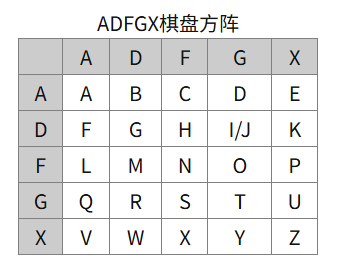 ADFGX棋盘方阵
A D F G X
A A B C D E
D F G H I/J K
F L M N O P
G Q R S T U
X V W X Y Z